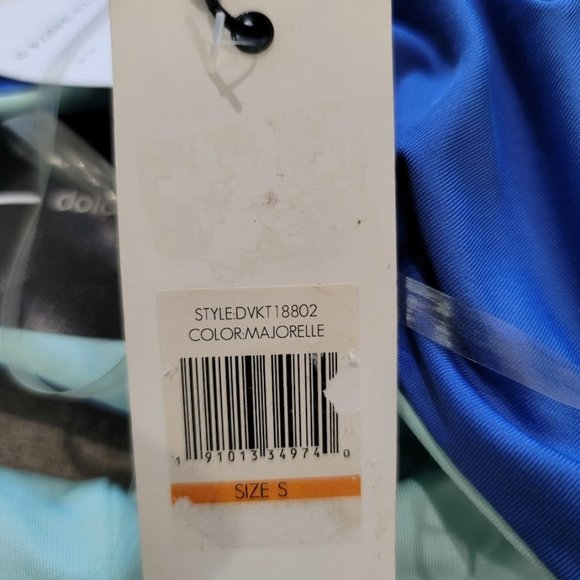 STYLE:DVKT18802
COLOR:MAJORELLE
1 91013 34974 0
SIZE S